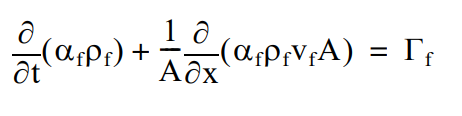 ∂/∂t(α_fρ_f) + 1/A ∂/∂x(α_fρ_fv_fA) = Γ_f